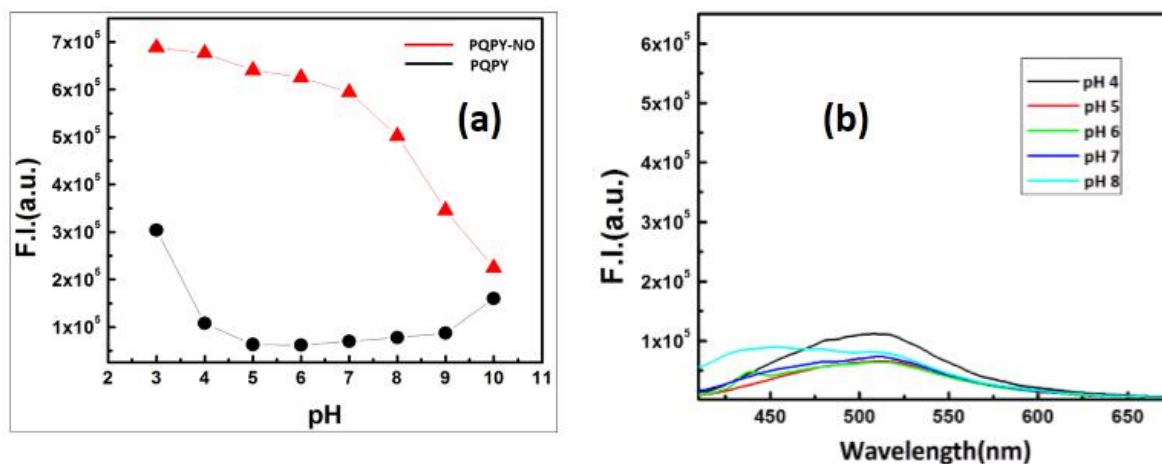 7x10⁵
6x10⁵
5x10⁵
4x10⁵
3x10⁵
2x10⁵
1x10⁵
F.I.(a.u.)
PQPY-NO
PQPY
(a)
2 3 4 5 6 7 8 9 10 11
pH
6x10⁵
5x10⁵
4x10⁵
3x10⁵
2x10⁵
1x10⁵
F.I.(a.u.)
(b)
pH 4
pH 5
pH 6
pH 7
pH 8
450 500 550 600 650
Wavelength(nm)